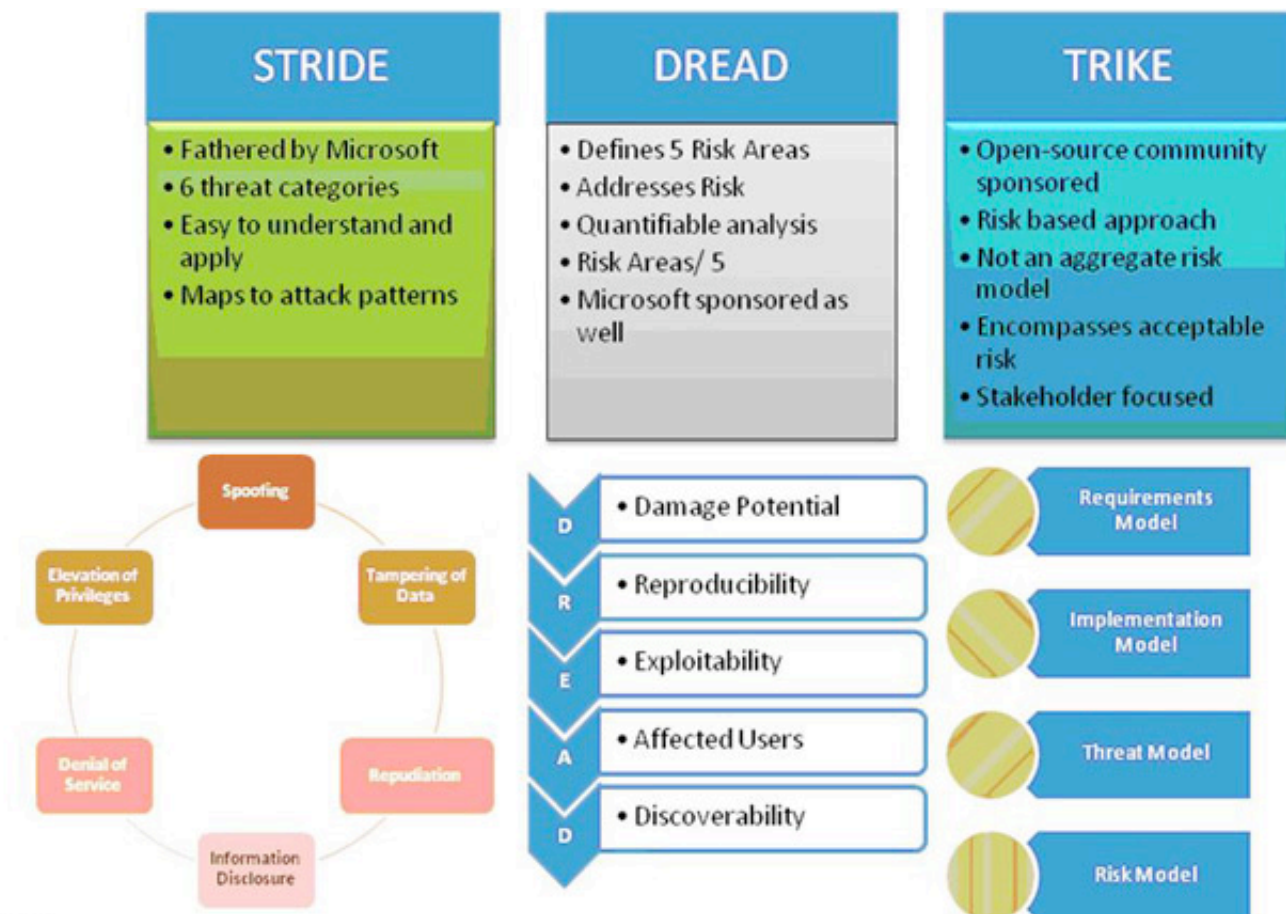 STRIDE
• Fathered by Microsoft
• 6 threat categories
• Easy to understand and
apply
• Maps to attack patterns
DREAD
• Defines 5 Risk Areas
• Addresses Risk
• Quantifiable analysis
• Risk Areas/ 5
• Microsoft sponsored as
well
TRIKE
• Open-source community
sponsored
• Risk based approach
• Not an aggregate risk
model
• Encompasses acceptable
risk
• Stakeholder focused
Spoofing
Tampering of
Data
Repudiation
Information
Disclosure
Denial of
Service
Elevation of
Privileges
D
• Damage Potential
R
• Reproducibility
E
• Exploitability
A
• Affected Users
D
• Discoverability
Requirements
Model
Implementation
Model
Threat Model
Risk Model